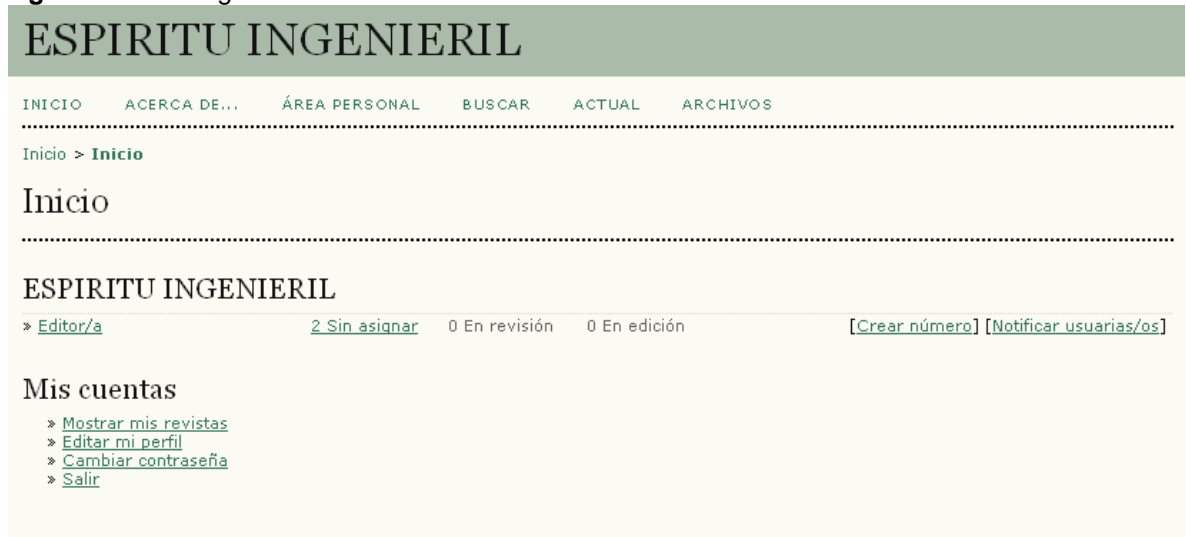 ESPIRITU INGENIERIL
INICIO ACERCA DE... ÁREA PERSONAL BUSCAR ACTUAL ARCHIVOS
Inicio > Inicio
Inicio
ESPIRITU INGENIERIL
» Editor/a 2 Sin asignar 0 En revisión 0 En edición [Crear número] [Notificar usuarias/os]
Mis cuentas
» Mostrar mis revistas
» Editar mi perfil
» Cambiar contraseña
» Salir